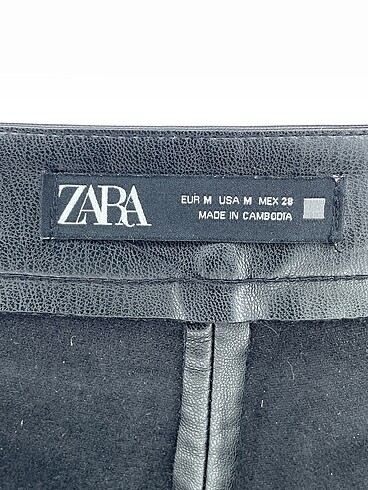 ZARA
EUR M USA M MEX 28
MADE IN CAMBODIA